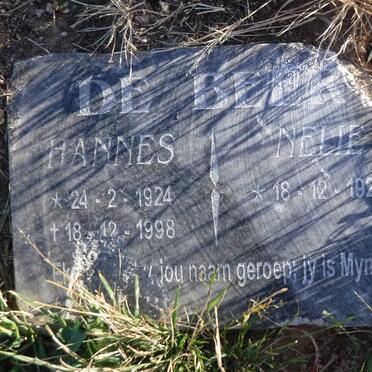 DE BEER
HANNES NELIE
* 24-2-1924 * 18-12-192
† 18-12-1998
jou naam geroep; jy is Myn